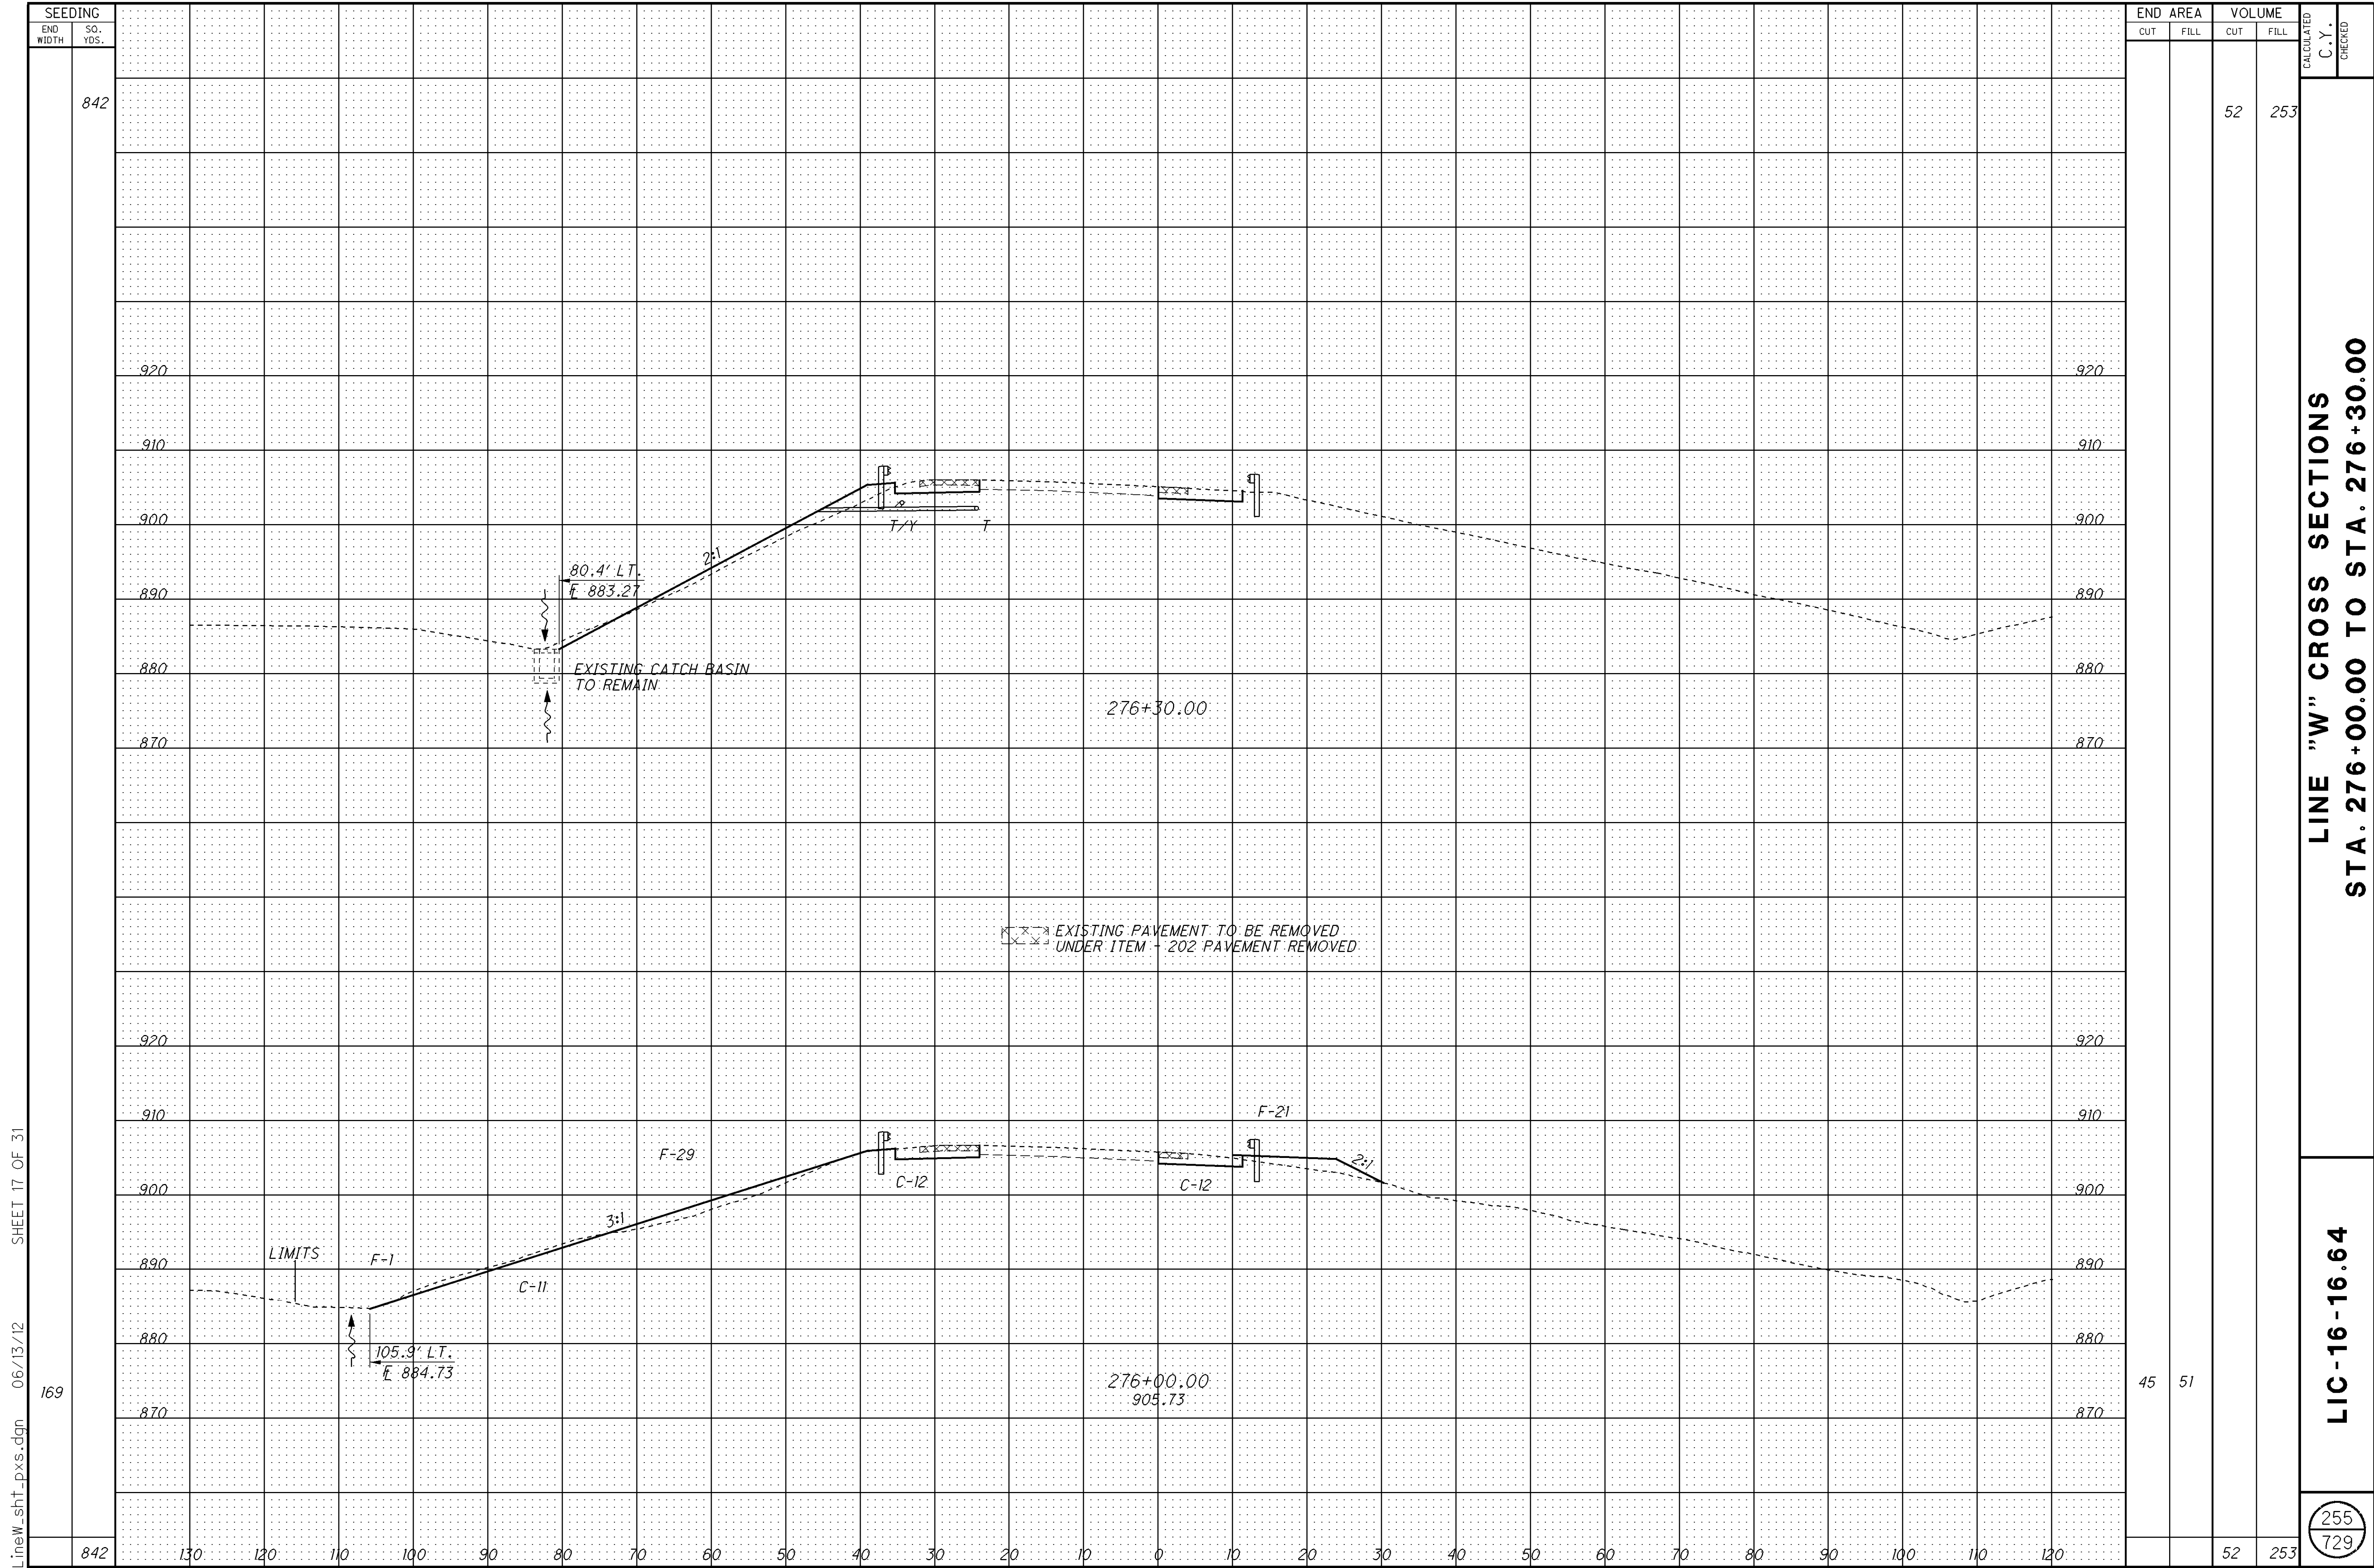 SEEDING
END WIDTH
SQ. YDS.
END AREA
VOLUME
CUT
FILL
CUT
FILL
CALCULATED
C.Y.
CHECKED
842
52
253
920
920
910
910
900
900
T/Y
T
2:1
80.4' LT.
℄ 883.27
890
890
880
880
EXISTING CATCH BASIN
TO REMAIN
276+30.00
870
870
EXISTING PAVEMENT TO BE REMOVED
UNDER ITEM - 202 PAVEMENT REMOVED
920
920
910
910
F-21
F-29
2:1
C-12
C-12
900
900
3:1
LIMITS
F-1
890
890
C-11
880
880
105.9' LT.
℄ 884.73
276+00.00
905.73
169
45
51
870
870
842
130 120 110 100 90 80 70 60 50 40 30 20 10 0 10 20 30 40 50 60 70 80 90 100 110 120
52
253
LINE "W" CROSS SECTIONS
STA. 276+00.00 TO STA. 276+30.00
LIC-16-16.64
255
729
LineW_sht_pxs.dgn 06/13/12 SHEET 17 OF 31